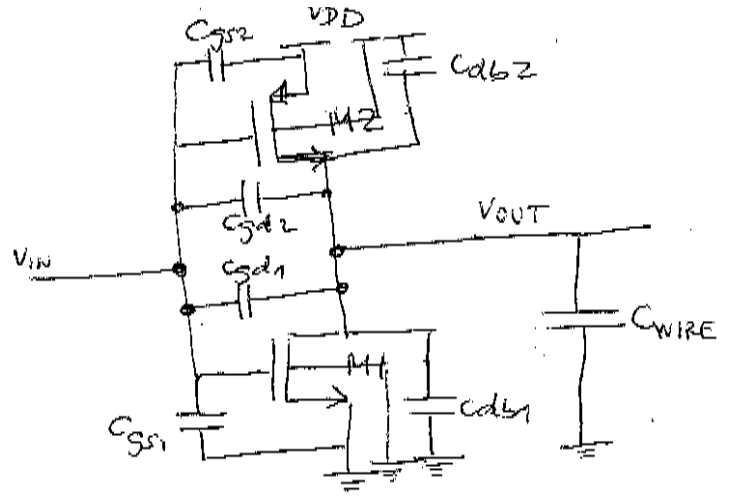 Cgs2
VDD
Cdb2
M2
Cgd2
VOUT
VIN
Cgd1
CWIRE
M1
Cdb1
Cgs1